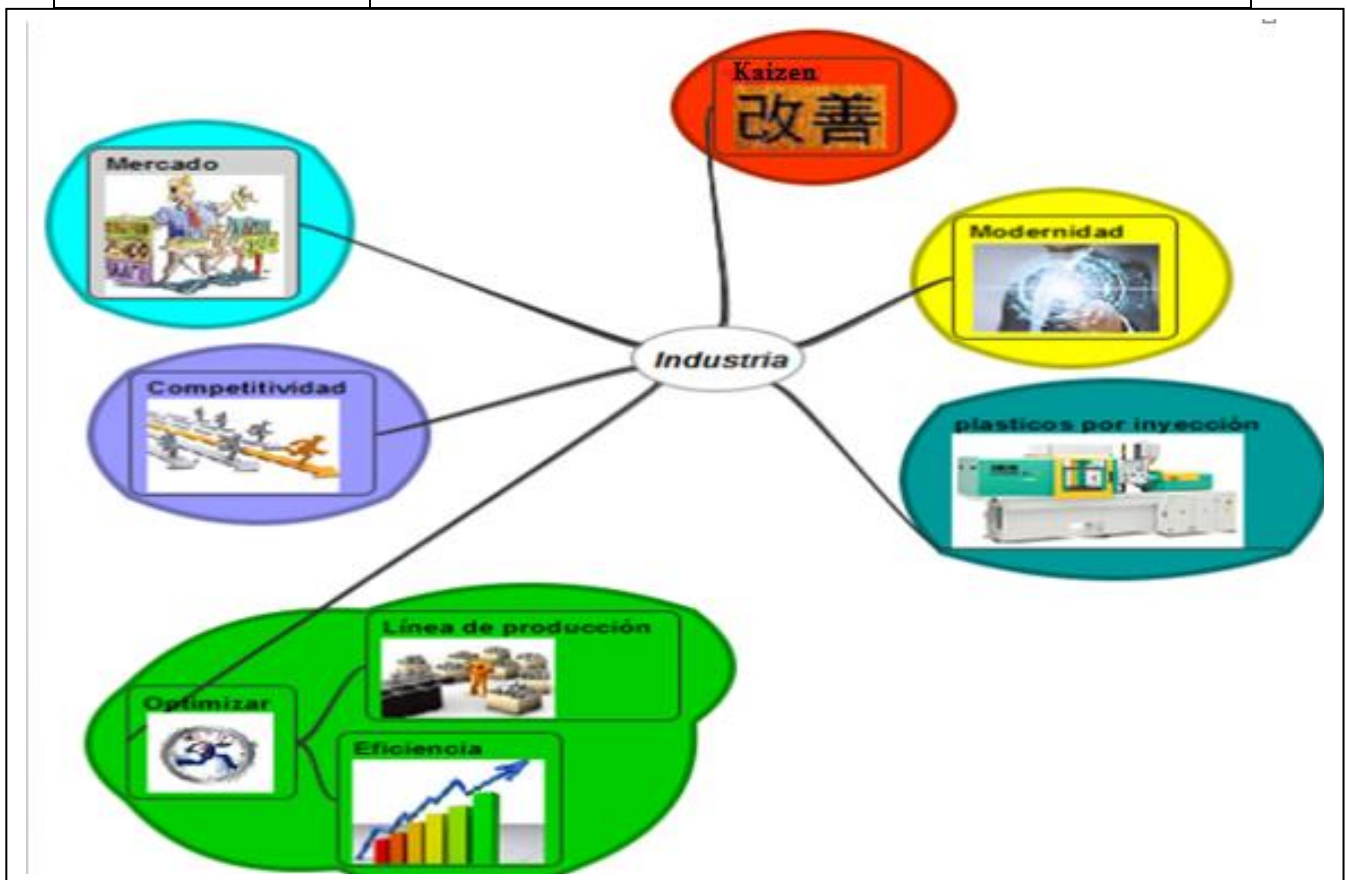 Kaizen
改善
Mercado
Modernidad
Industria
Competitividad
plasticos por inyección
Línea de producción
Optimizar
Eficiencia